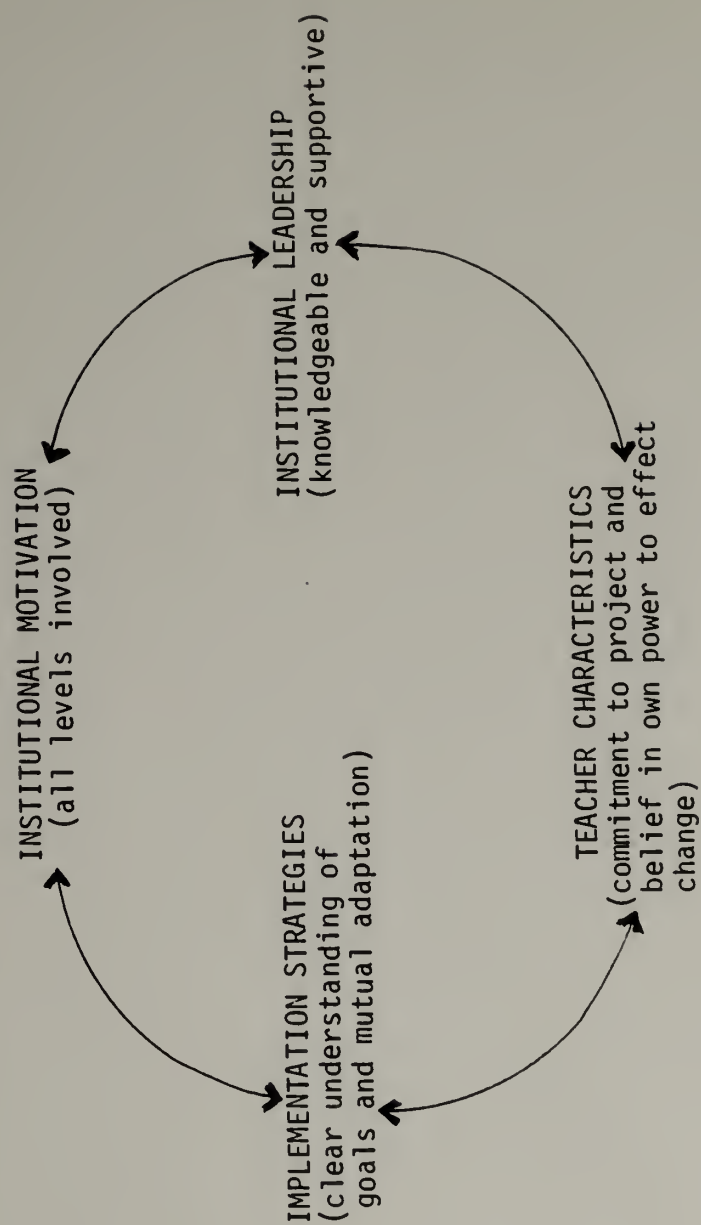 INSTITUTIONAL MOTIVATION
(all levels involved)
IMPLEMENTATION STRATEGIES
(clear understanding of
goals and mutual adaptation)
INSTITUTIONAL LEADERSHIP
(knowledgeable and supportive)
TEACHER CHARACTERISTICS
(commitment to project and
belief in own power to effect
change)